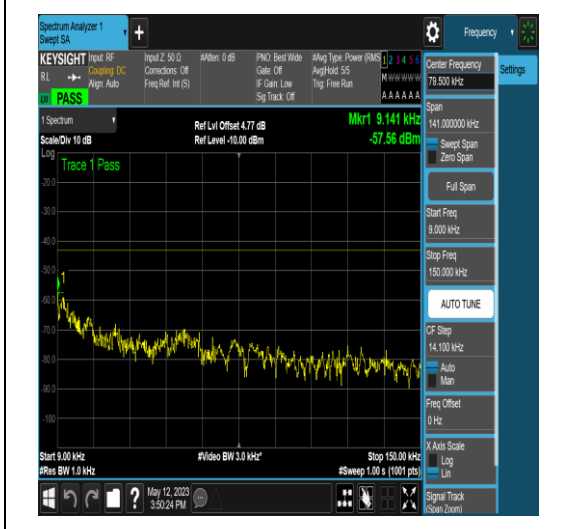 Spectrum Analyzer 1
Swept SA
+
Frequency
KEYSIGHT
Input: RF
Coupling: DC
Align: Auto
Input Z: 50 Ω
Corrections: Off
Freq Ref: Int (S)
#Atten: 0 dB
PNO: Best Wide
Gate: Off
IF Gain: Low
Sig Track: Off
#Avg Type: Power (RMS
Avg|Hold: 5/5
Trig: Free Run
1 2 3 4 5 6
M W W W W W
A A A A A A
R L
PASS
Center Frequency
79.500 kHz
Settings
Span
141.000000 kHz
Swept Span
Zero Span
Full Span
Start Freq
9.000 kHz
Stop Freq
150.000 kHz
AUTO TUNE
CF Step
14.100 kHz
Auto
Man
Freq Offset
0 Hz
X Axis Scale
Log
Lin
Signal Track
(Span Zoom)
1 Spectrum
Scale/Div 10 dB
Ref Lvl Offset 4.77 dB
Ref Level -10.00 dBm
Mkr1 9.141 kHz
-57.56 dBm
Log
Trace 1 Pass
-20.0
-30.0
-40.0
-50.0
1
-60.0
-70.0
-80.0
-90.0
-100
Start 9.00 kHz
#Video BW 3.0 kHz*
Stop 150.00 kHz
#Res BW 1.0 kHz
#Sweep 1.00 s (1001 pts)
?
May 12, 2023
3:50:24 PM